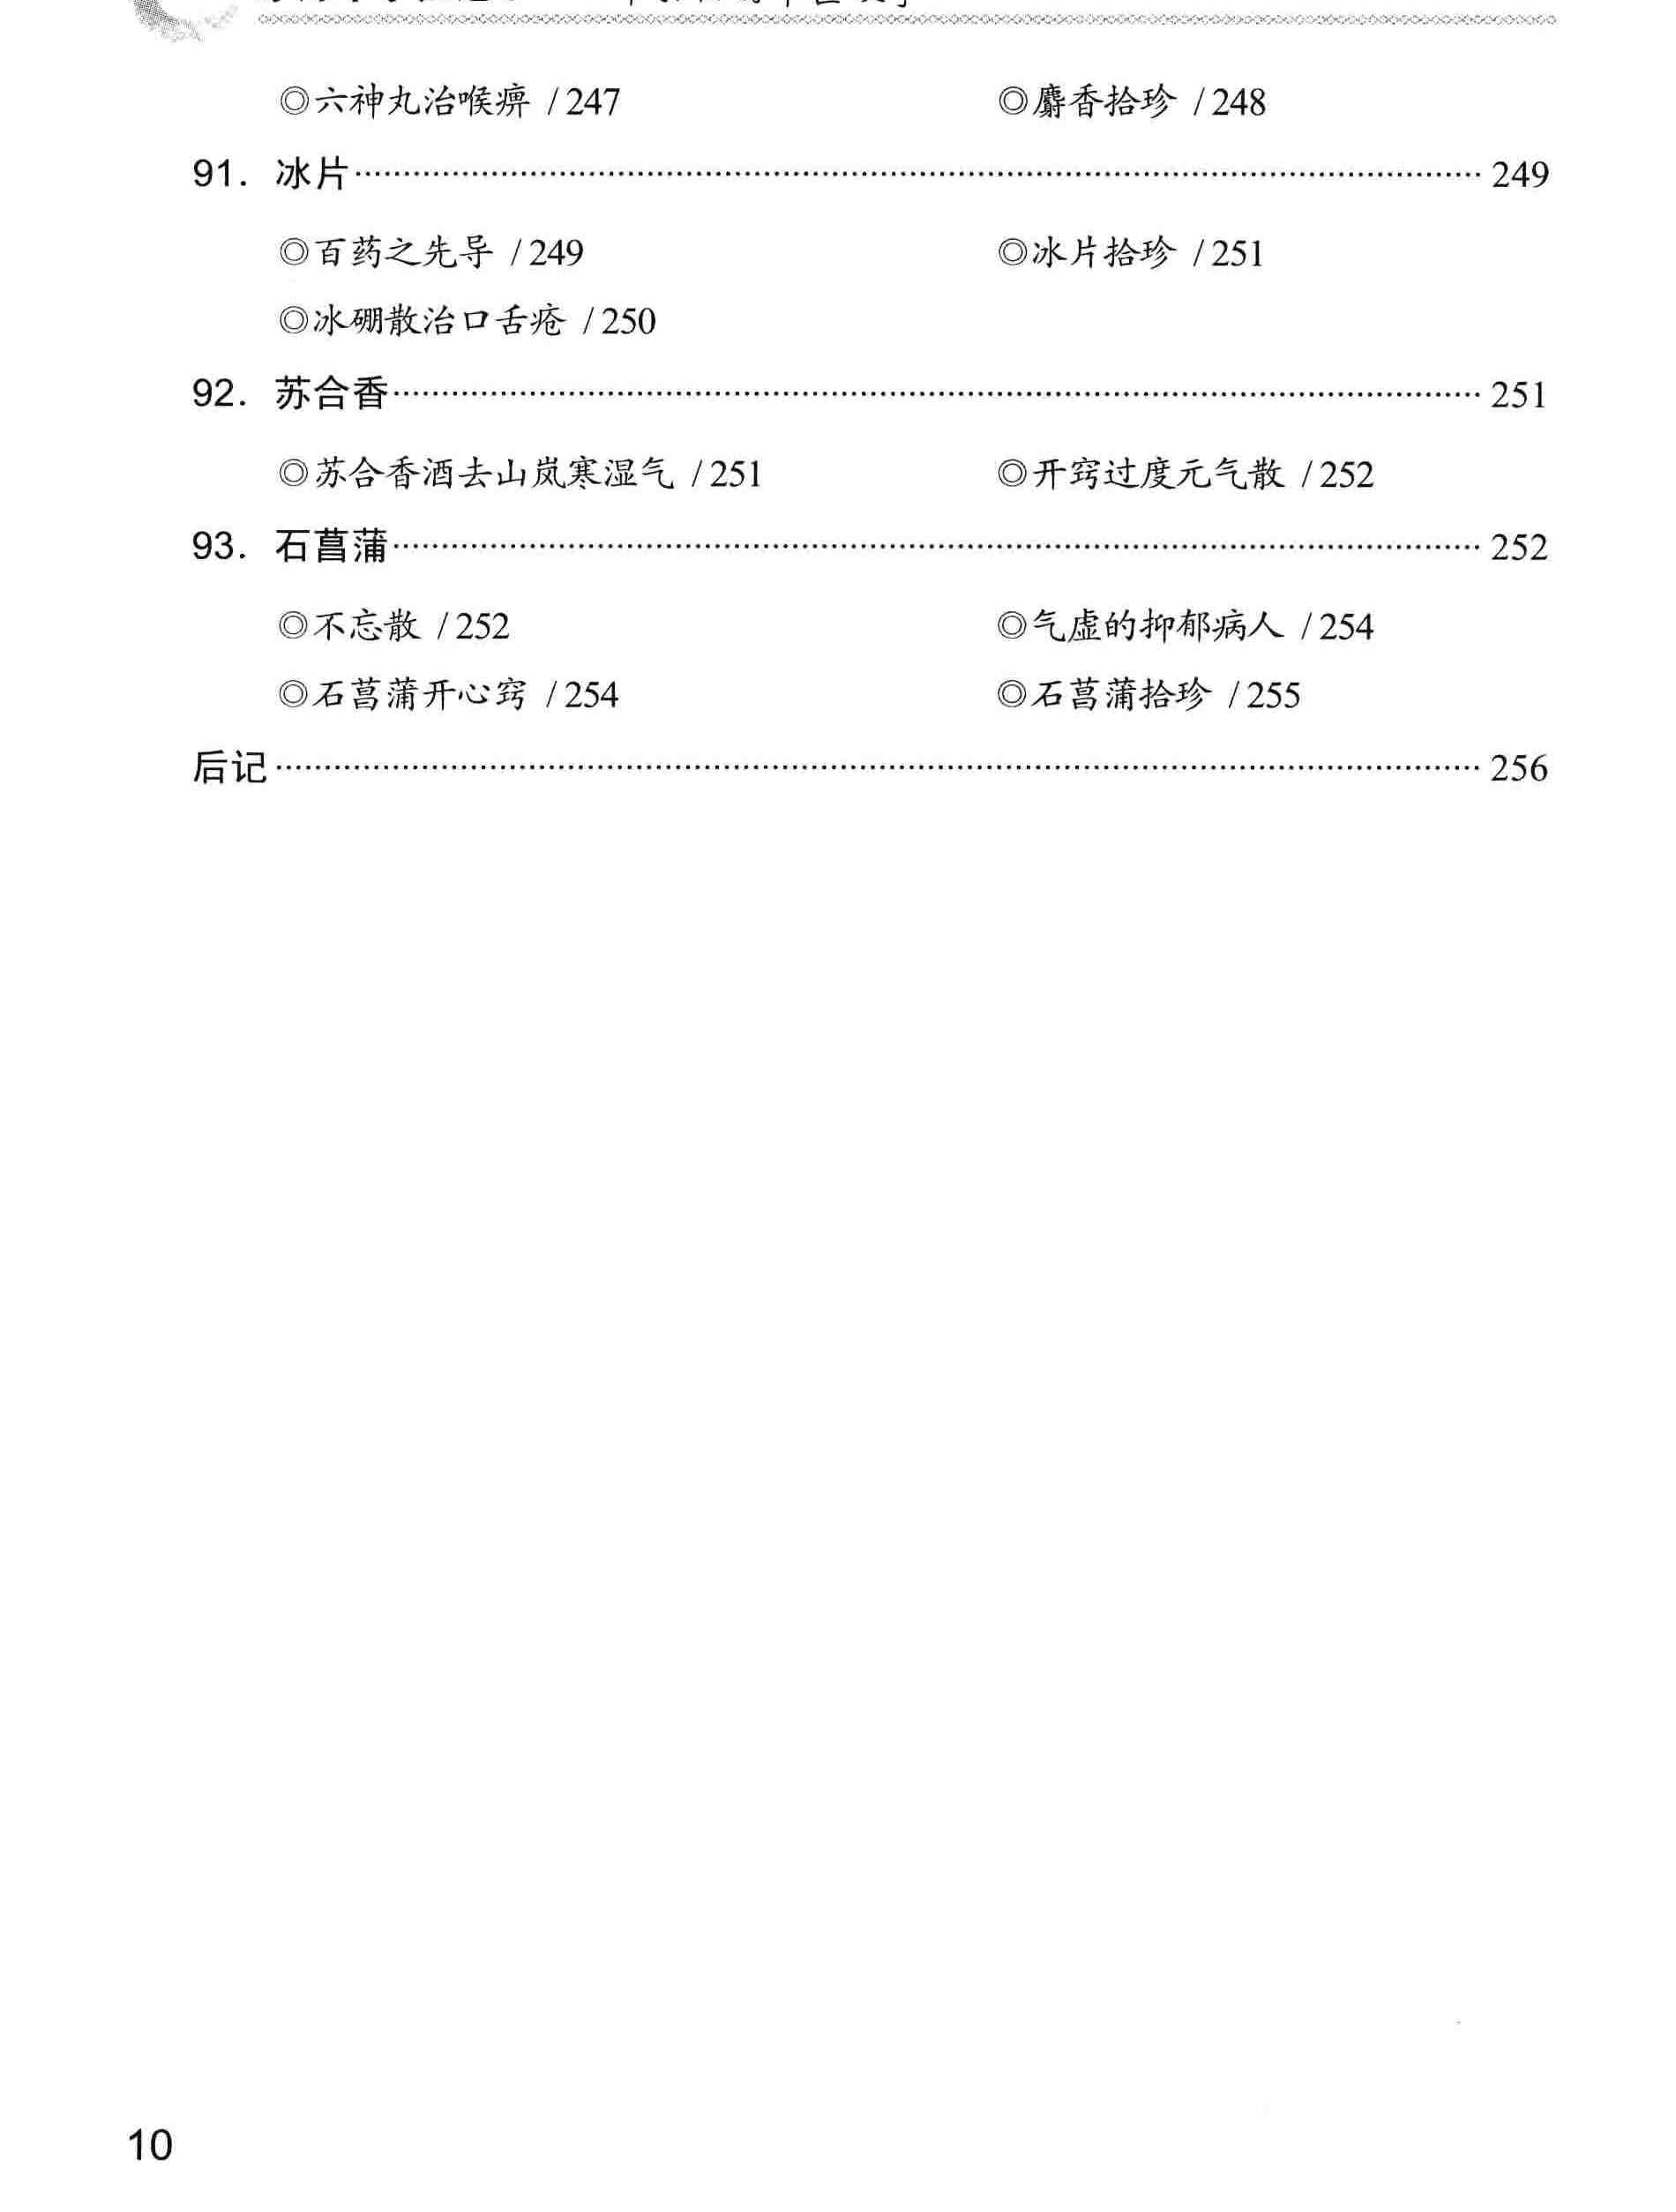 ◎六神丸治喉痹 /247 ◎麝香拾珍 /248
91. 冰片 249
◎百药之先导 /249 ◎冰片拾珍 /251
◎冰硼散治口舌疮 /250
92. 苏合香 251
◎苏合香酒去山岚寒湿气 /251 ◎开窍过度元气散 /252
93. 石菖蒲 252
◎不忘散 /252 ◎气虚的抑郁病人 /254
◎石菖蒲开心窍 /254 ◎石菖蒲拾珍 /255
后记 256
10